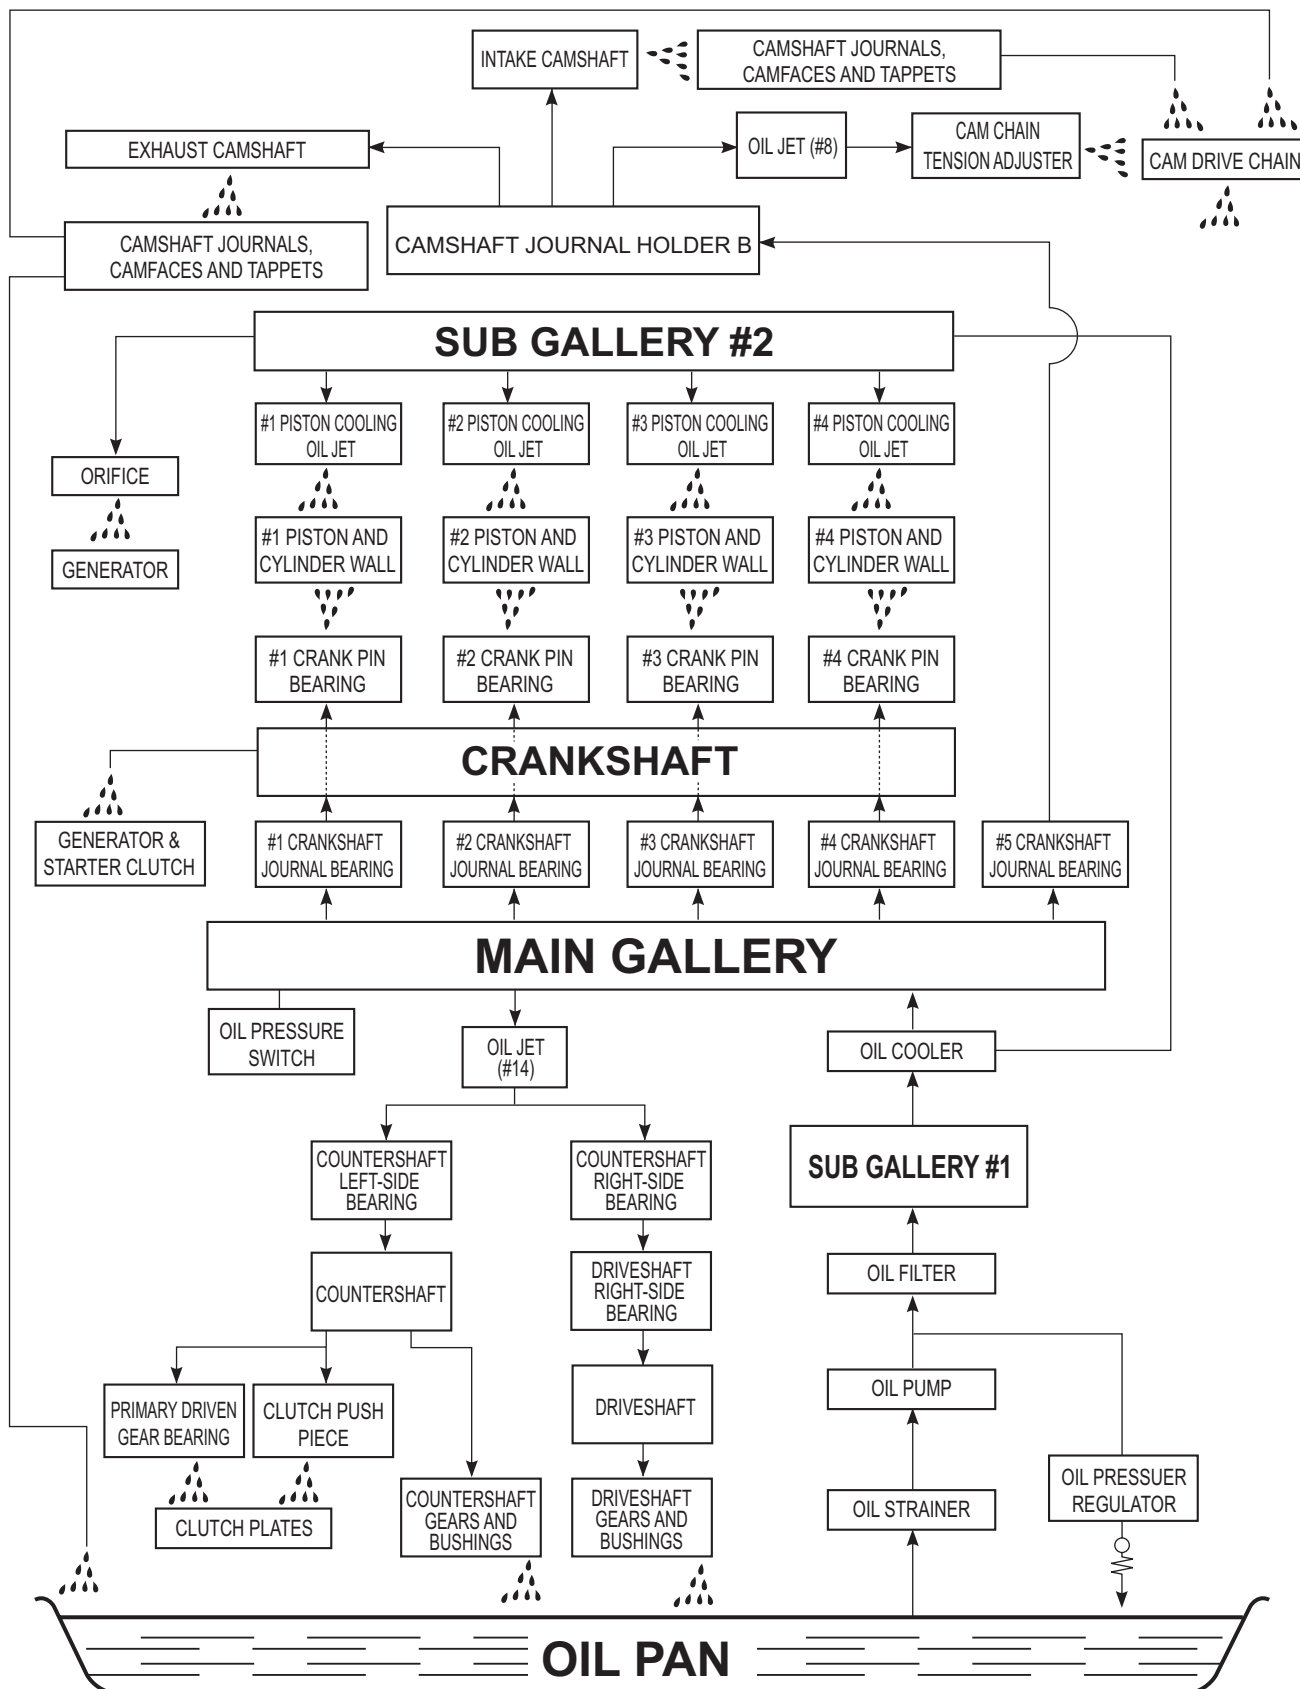 INTAKE CAMSHAFT
CAMSHAFT JOURNALS,
CAMFACES AND TAPPETS
EXHAUST CAMSHAFT
OIL JET (#8)
CAM CHAIN
TENSION ADJUSTER
CAM DRIVE CHAIN
CAMSHAFT JOURNALS,
CAMFACES AND TAPPETS
CAMSHAFT JOURNAL HOLDER B
SUB GALLERY #2
#1 PISTON COOLING
OIL JET
#2 PISTON COOLING
OIL JET
#3 PISTON COOLING
OIL JET
#4 PISTON COOLING
OIL JET
ORIFICE
GENERATOR
#1 PISTON AND
CYLINDER WALL
#2 PISTON AND
CYLINDER WALL
#3 PISTON AND
CYLINDER WALL
#4 PISTON AND
CYLINDER WALL
#1 CRANK PIN
BEARING
#2 CRANK PIN
BEARING
#3 CRANK PIN
BEARING
#4 CRANK PIN
BEARING
CRANKSHAFT
GENERATOR &
STARTER CLUTCH
#1 CRANKSHAFT
JOURNAL BEARING
#2 CRANKSHAFT
JOURNAL BEARING
#3 CRANKSHAFT
JOURNAL BEARING
#4 CRANKSHAFT
JOURNAL BEARING
#5 CRANKSHAFT
JOURNAL BEARING
MAIN GALLERY
OIL PRESSURE
SWITCH
OIL JET
(#14)
OIL COOLER
COUNTERSHAFT
LEFT-SIDE
BEARING
COUNTERSHAFT
RIGHT-SIDE
BEARING
SUB GALLERY #1
COUNTERSHAFT
DRIVESHAFT
RIGHT-SIDE
BEARING
OIL FILTER
PRIMARY DRIVEN
GEAR BEARING
CLUTCH PUSH
PIECE
DRIVESHAFT
OIL PUMP
CLUTCH PLATES
COUNTERSHAFT
GEARS AND
BUSHINGS
DRIVESHAFT
GEARS AND
BUSHINGS
OIL STRAINER
OIL PRESSUER
REGULATOR
OIL PAN